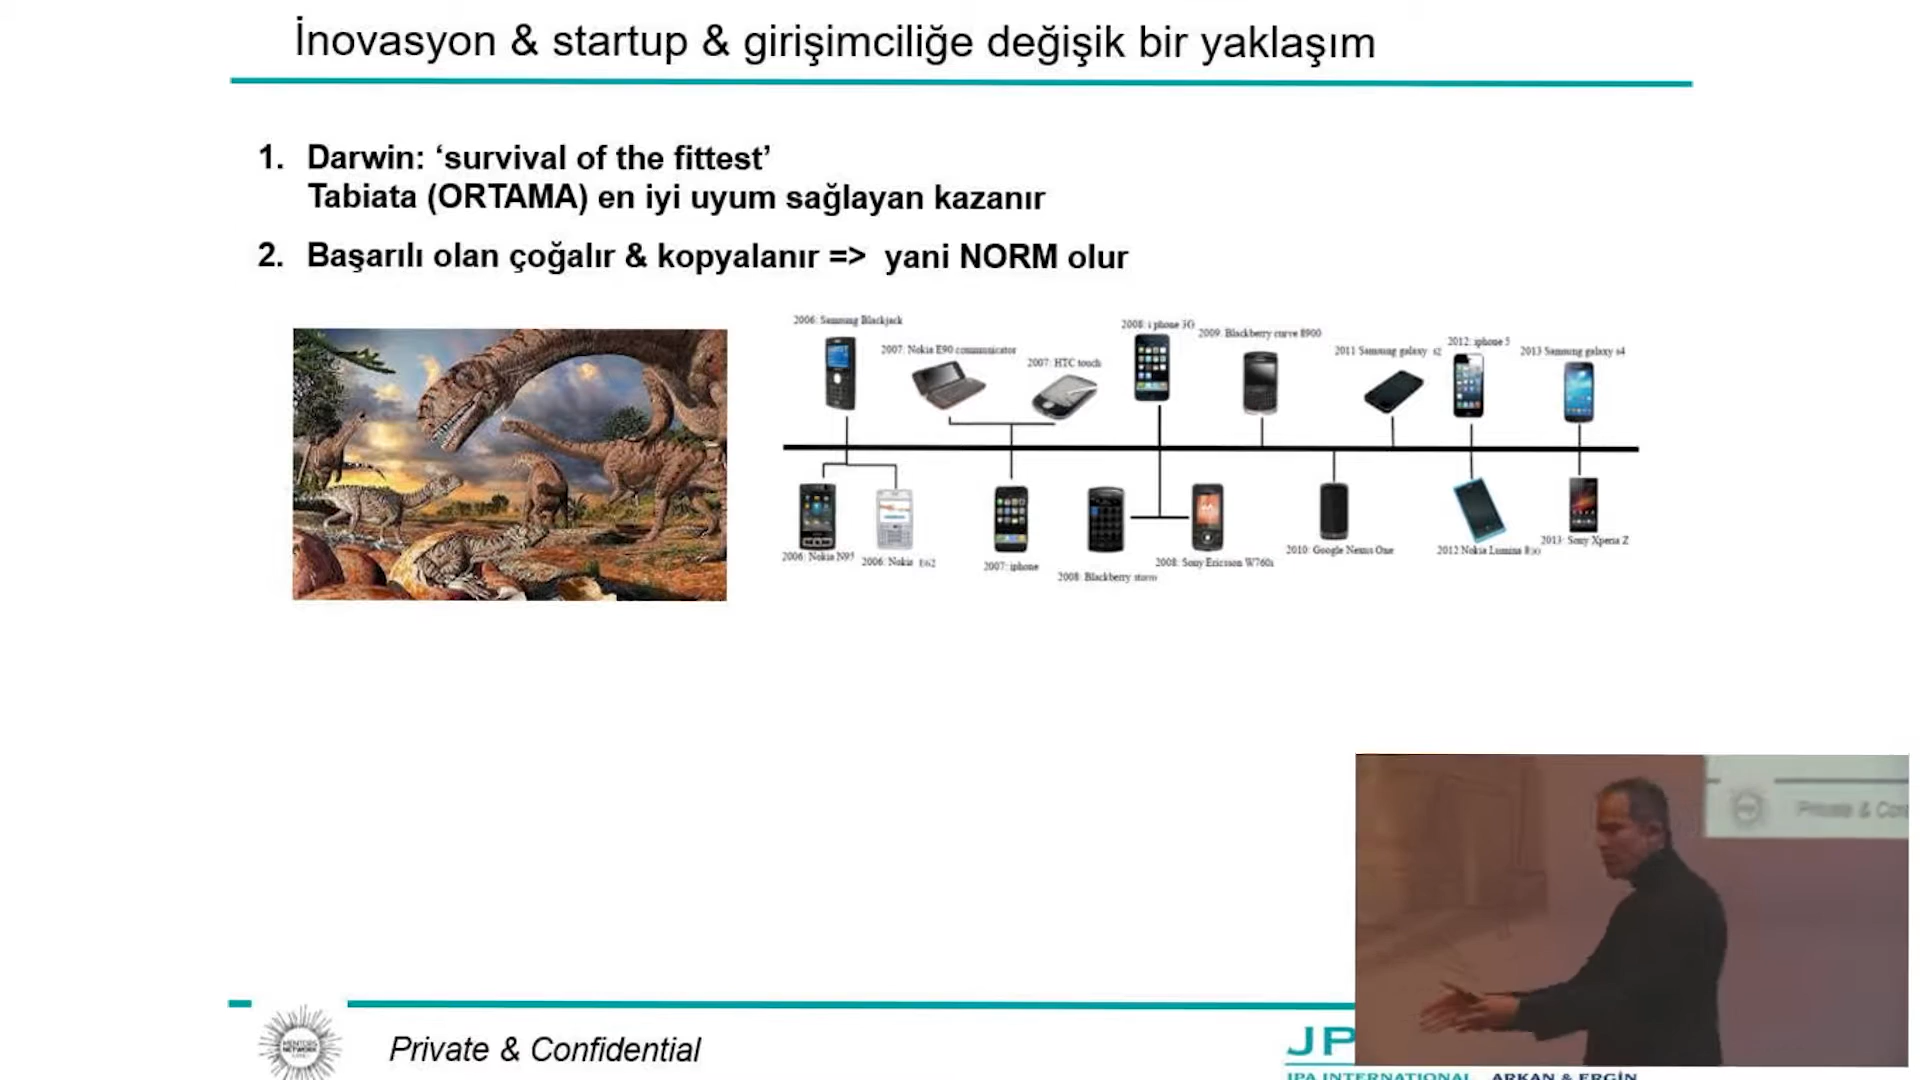 İnovasyon & startup & girişimciliğe değişik bir yaklaşım
1. Darwin: ‘survival of the fittest’
Tabiata (ORTAMA) en iyi uyum sağlayan kazanır
2. Başarılı olan çoğalır & kopyalanır => yani NORM olur
2006: Samsung Blackjack
2007: Nokia E90 communicator
2007: HTC touch
2008: i phone 3G
2009: Blackberry curve 8900
2011 Samsung galaxy s2
2012: iphone 5
2013 Samsung galaxy s4
2006: Nokia N95
2006: Nokia E62
2007: iphone
2008: Blackberry storm
2008: Sony Ericsson W760i
2010: Google Nexus One
2012 Nokia Lumina
2013: Sony Xperia Z
Private &
MENTORS
NETWORK
Private & Confidential
JP
JPA INTERNATIONAL ARKAN & ERGİN